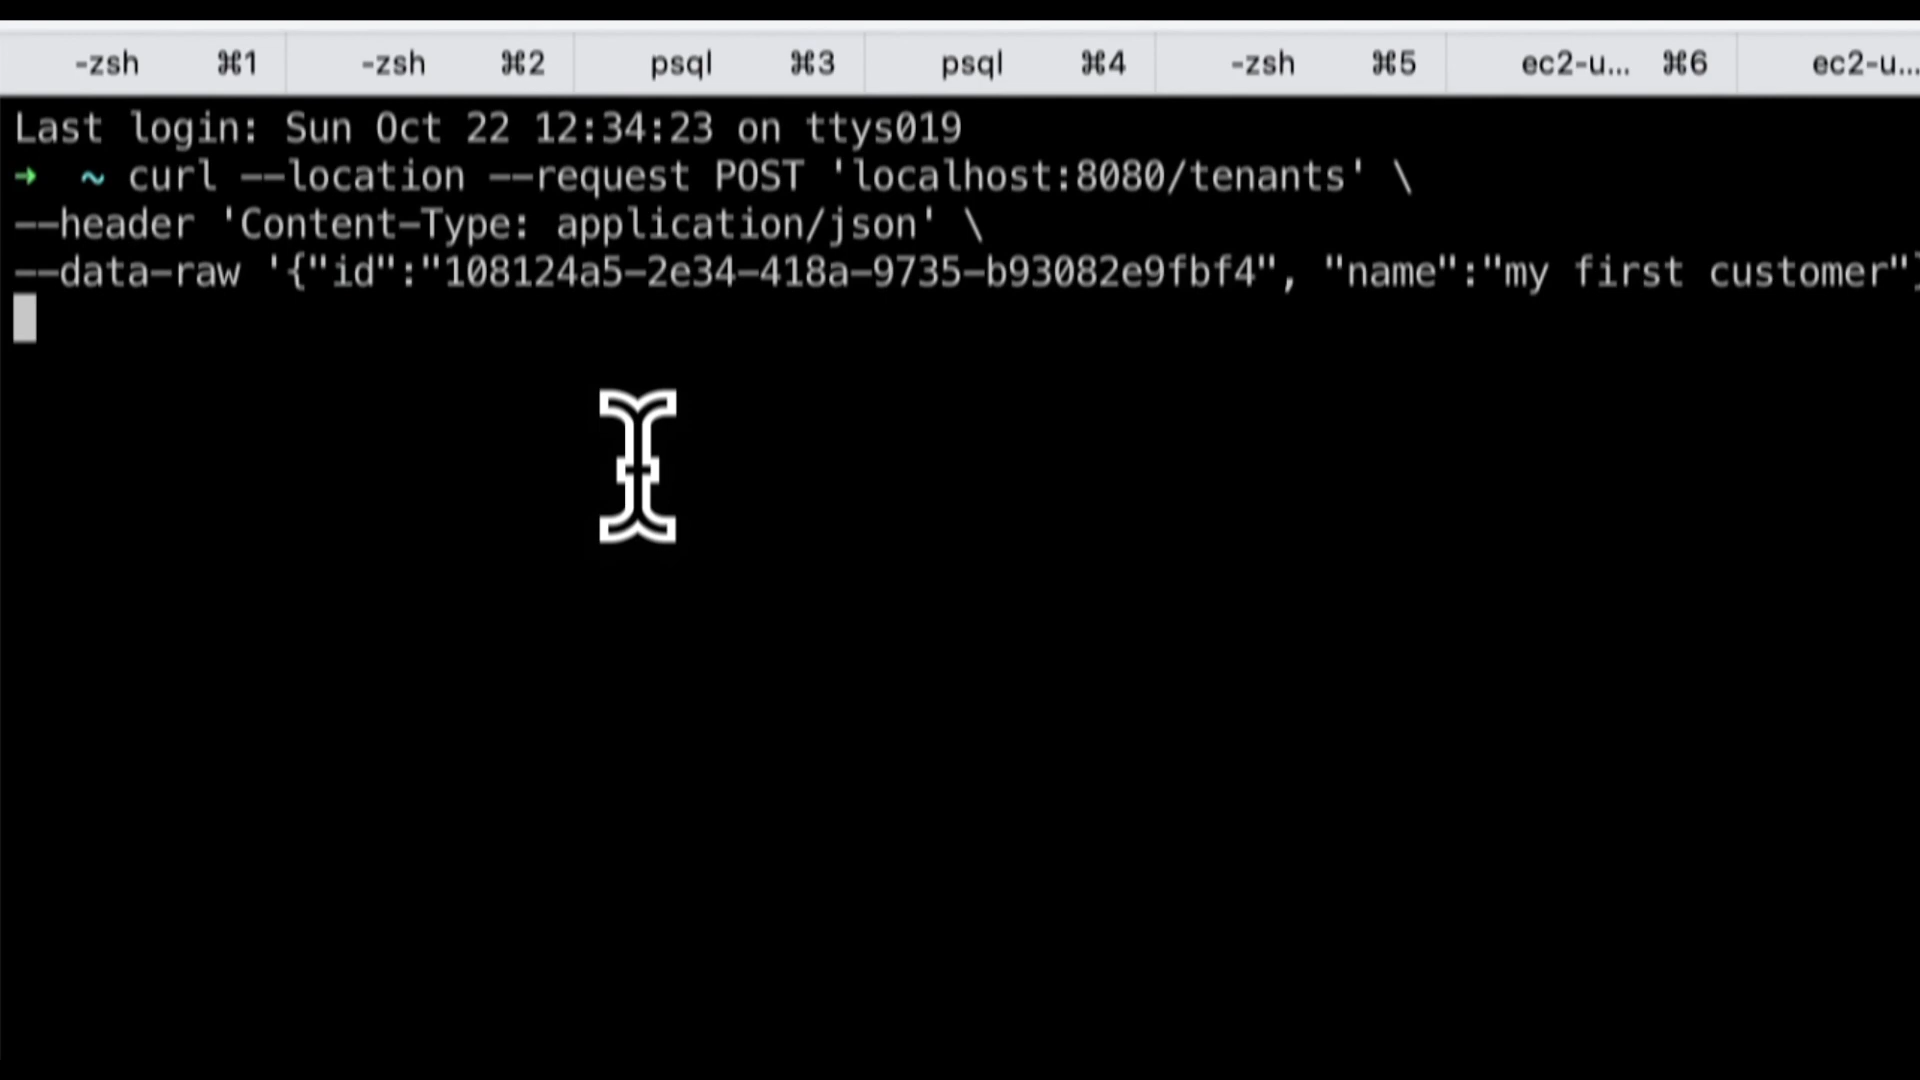 -zsh ⌘1 -zsh ⌘2 psql ⌘3 psql ⌘4 -zsh ⌘5 ec2-u... ⌘6 ec2-u...
Last login: Sun Oct 22 12:34:23 on ttys019
➜ ~ curl --location --request POST 'localhost:8080/tenants' \
--header 'Content-Type: application/json' \
--data-raw '{"id":"108124a5-2e34-418a-9735-b93082e9fbf4", "name":"my first customer"}